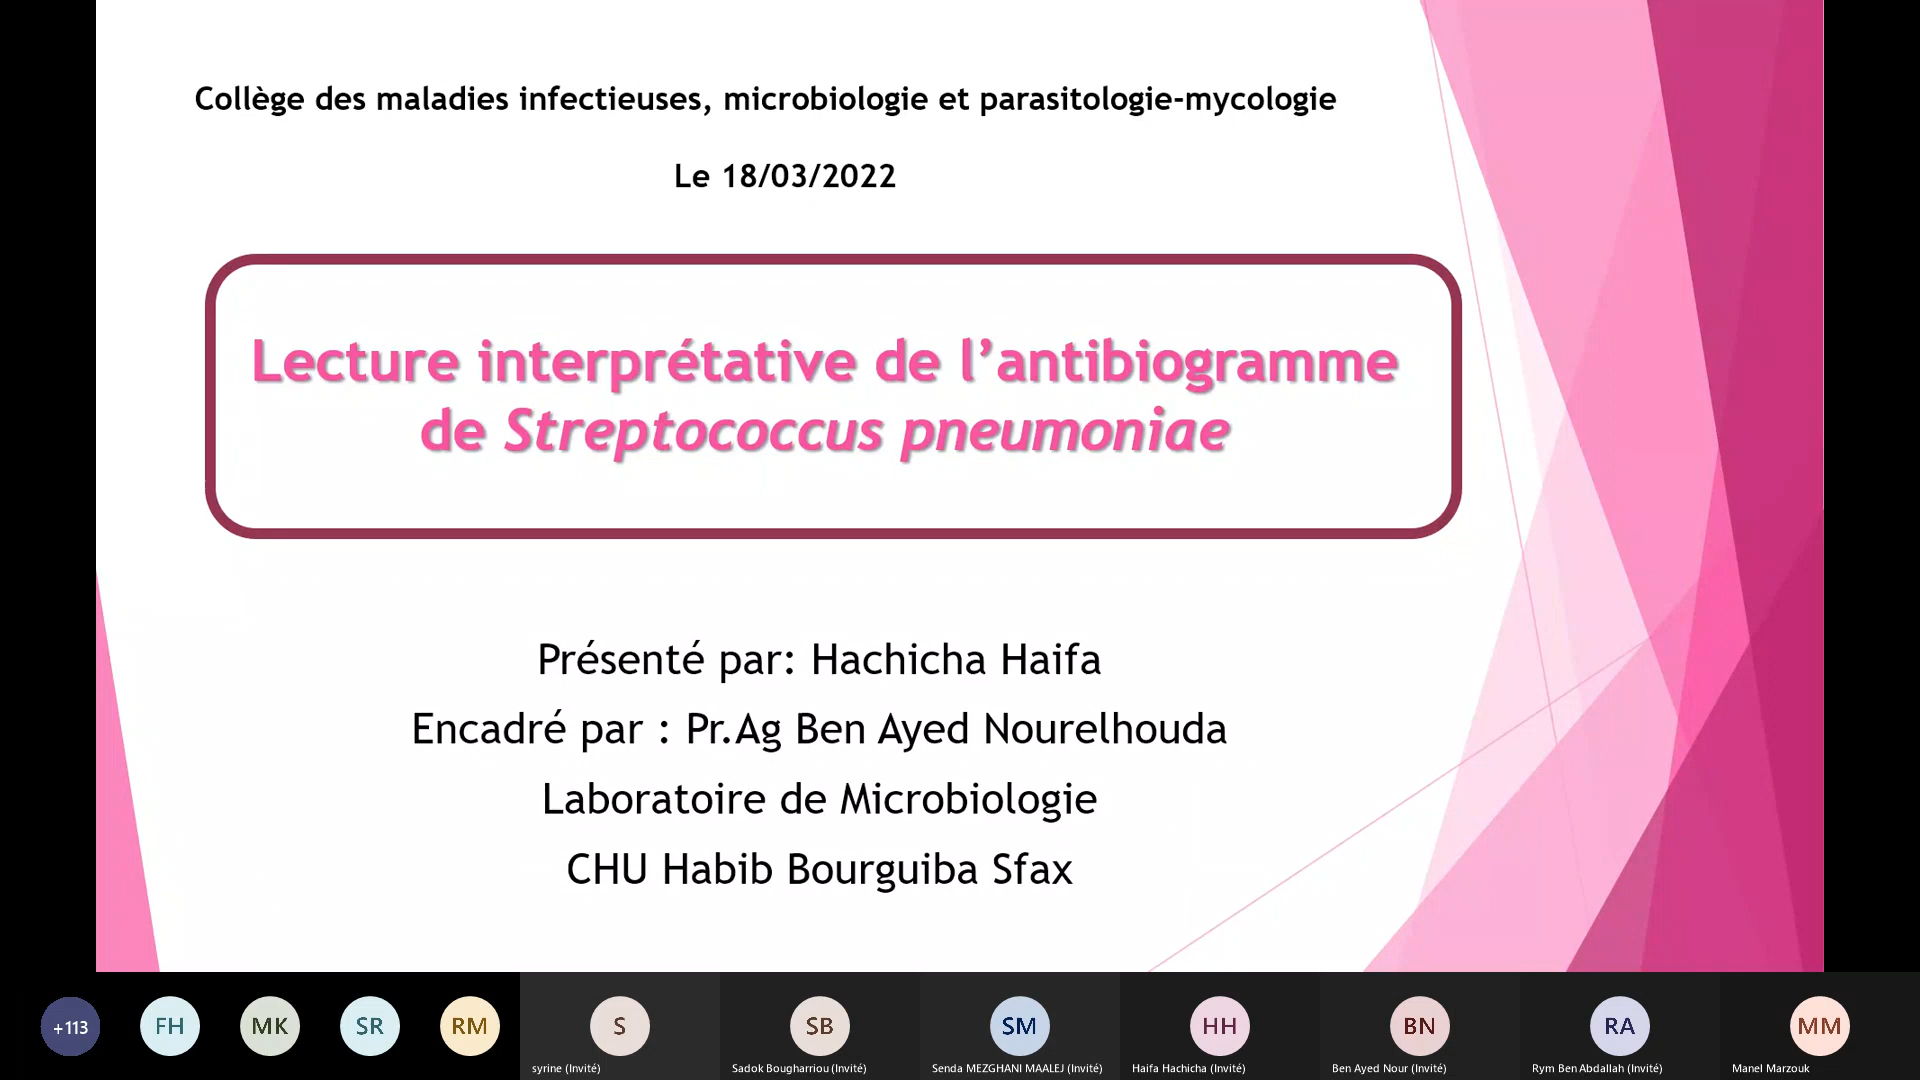 Collège des maladies infectieuses, microbiologie et parasitologie-mycologie
Le 18/03/2022
Lecture interprétative de l’antibiogramme
de Streptococcus pneumoniae
Présenté par: Hachicha Haifa
Encadré par : Pr.Ag Ben Ayed Nourelhouda
Laboratoire de Microbiologie
CHU Habib Bourguiba Sfax
+113 FH MK SR RM S SB SM HH BN RA MM
syrine (Invité) Sadok Bougharriou (Invité) Senda MEZGHANI MAALEJ (Invité) Haifa Hachicha (Invité) Ben Ayed Nour (Invité) Rym Ben Abdallah (Invité) Manel Marzouk